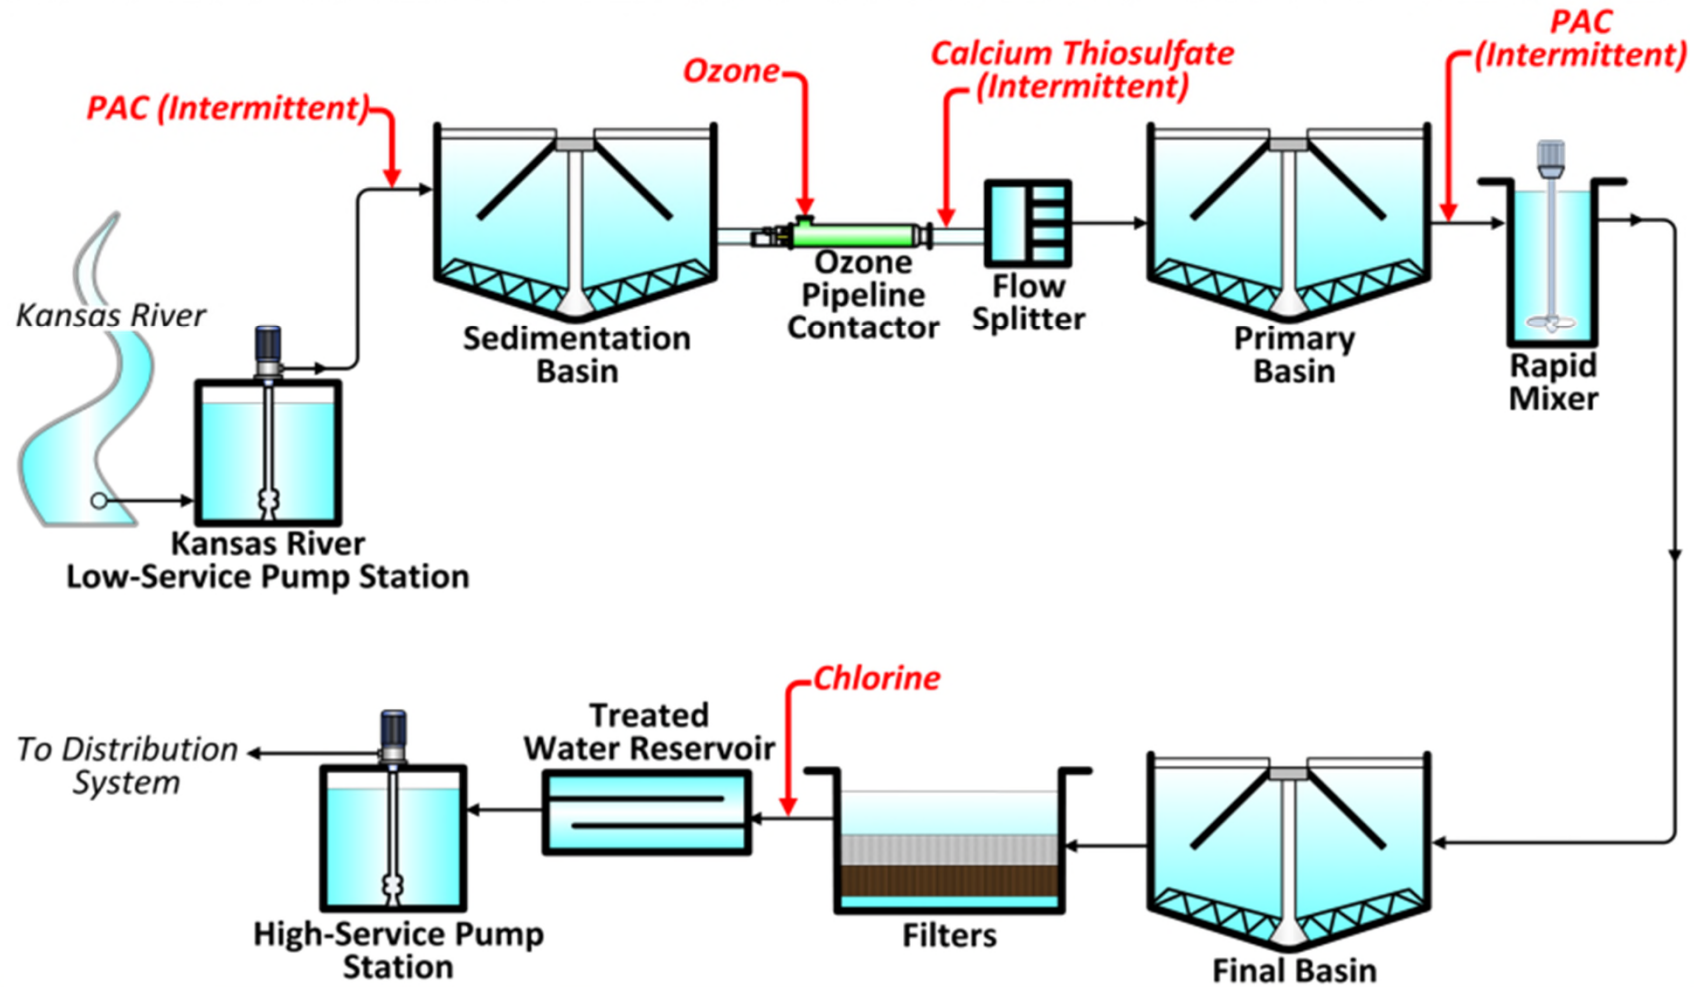 PAC (Intermittent)
Ozone
Calcium Thiosulfate
(Intermittent)
PAC
(Intermittent)
Kansas River
Kansas River
Low-Service Pump Station
Sedimentation
Basin
Ozone
Pipeline
Contactor
Flow
Splitter
Primary
Basin
Rapid
Mixer
To Distribution
System
High-Service Pump
Station
Treated
Water Reservoir
Chlorine
Filters
Final Basin